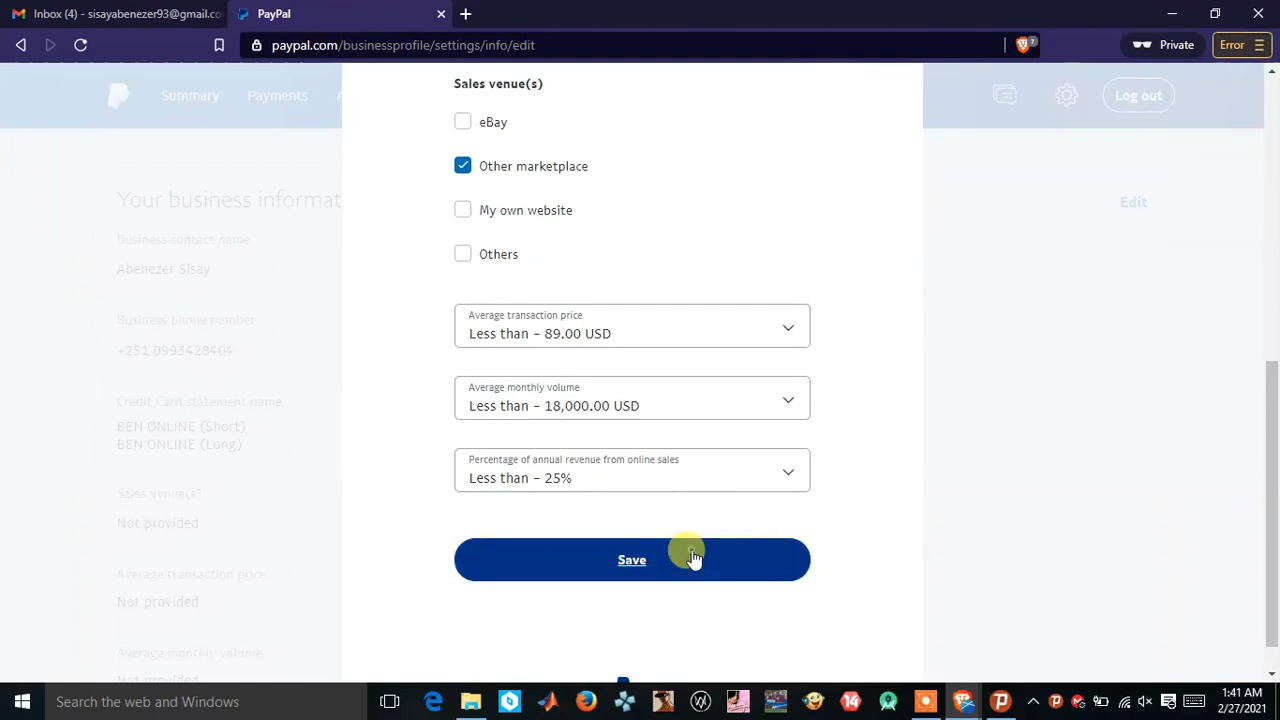 Inbox (4) - sisayabenezer93@gmail.co
PayPal
paypal.com/businessprofile/settings/info/edit
7
Private
Error
Summary
Payments
Log out
Your business informat
Edit
Business contact name
Abenezer Sisay
Business phone number
+251 0993428404
Credit Card statement name
BEN ONLINE (Short)
BEN ONLINE (Long)
Sales venue(s)
Not provided
Average transaction price
Not provided
Average monthly volume
Not provided
Sales venue(s)
eBay
Other marketplace
My own website
Others
Average transaction price
Less than - 89.00 USD
Average monthly volume
Less than - 18,000.00 USD
Percentage of annual revenue from online sales
Less than - 25%
Save
Search the web and Windows
14
1:41 AM
2/27/2021